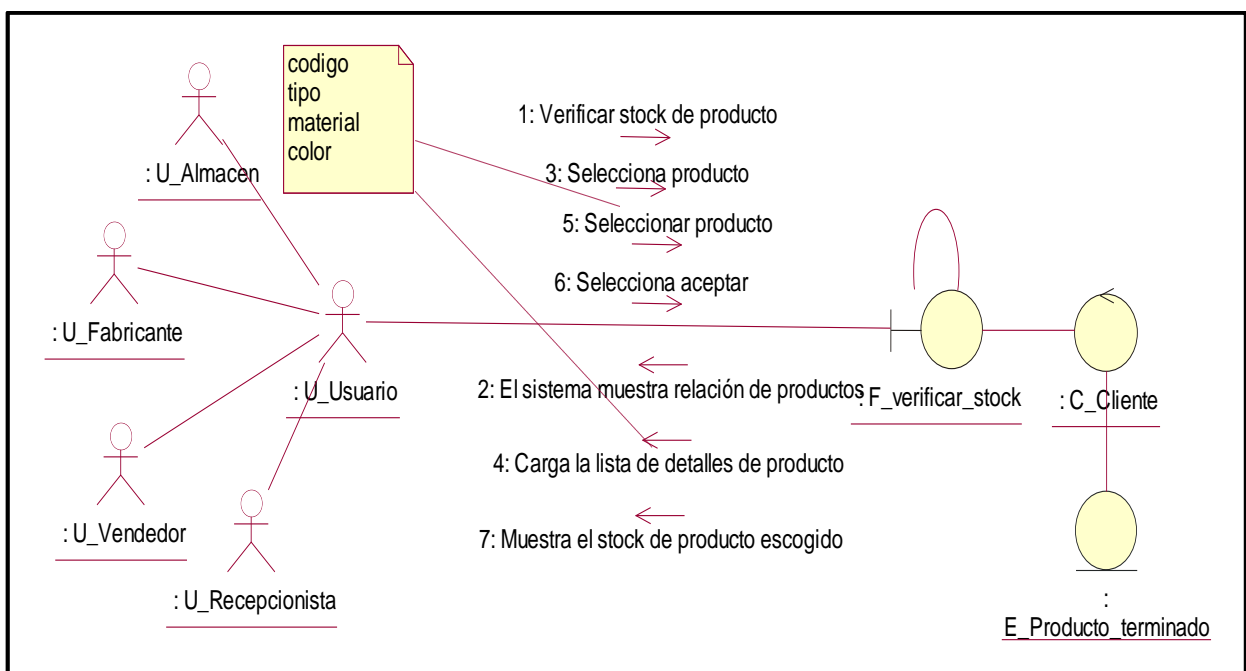 codigo
tipo
material
color
1: Verificar stock de producto
: U_Almacen
3: Selecciona producto
5: Seleccionar producto
6: Selecciona aceptar
: U_Fabricante
: U_Usuario
2: El sistema muestra relación de productos
: F_verificar_stock
: C_Cliente
4: Carga la lista de detalles de producto
: U_Vendedor
7: Muestra el stock de producto escogido
: U_Recepcionista
:
E_Producto_terminado